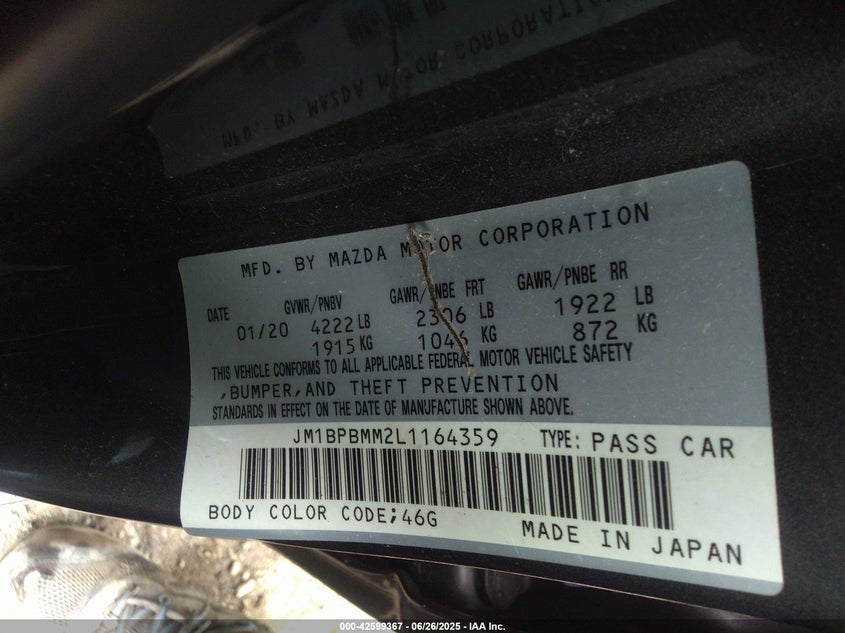 MFD. BY MAZDA MOTOR CORPORATION
DATE GVWR/PNBV GAWR/PNBE FRT GAWR/PNBE RR
01/20 4222 LB 2306 LB 1922 LB
1915 KG 1046 KG 872 KG
THIS VEHICLE CONFORMS TO ALL APPLICABLE FEDERAL MOTOR VEHICLE SAFETY
,BUMPER,AND THEFT PREVENTION
STANDARDS IN EFFECT ON THE DATE OF MANUFACTURE SHOWN ABOVE.
JM1BPBMM2L1164359 TYPE: PASS CAR
BODY COLOR CODE;46G
MADE IN JAPAN
000-42599367 - 06/26/2025 - IAA Inc.